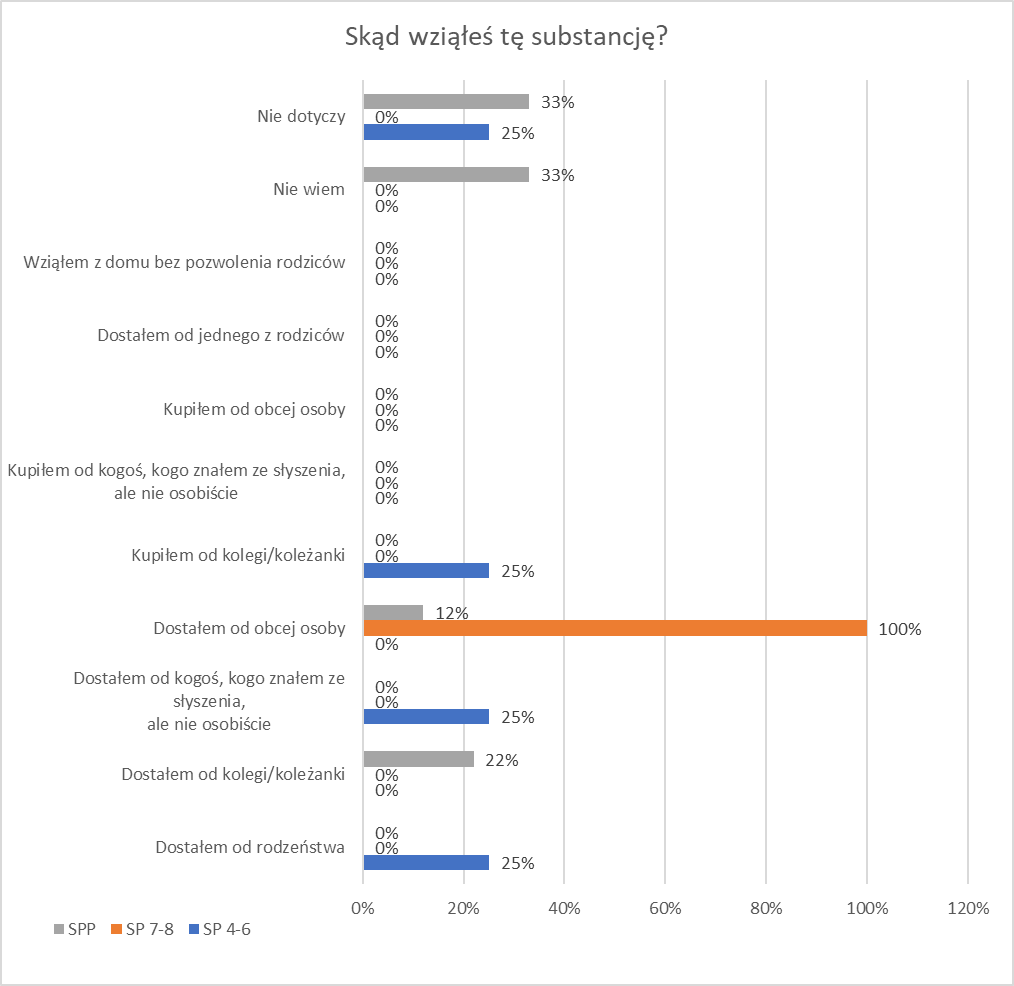 Skąd wziąłeś tę substancję?
Nie dotyczy
33%
0%
25%
Nie wiem
33%
0%
0%
Wziąłem z domu bez pozwolenia rodziców
0%
0%
0%
Dostałem od jednego z rodziców
0%
0%
0%
Kupiłem od obcej osoby
0%
0%
0%
Kupiłem od kogoś, kogo znałem ze słyszenia,
ale nie osobiście
0%
0%
0%
Kupiłem od kolegi/koleżanki
0%
0%
25%
Dostałem od obcej osoby
12%
100%
0%
Dostałem od kogoś, kogo znałem ze
słyszenia,
ale nie osobiście
0%
0%
25%
Dostałem od kolegi/koleżanki
22%
0%
0%
Dostałem od rodzeństwa
0%
0%
25%
0% 20% 40% 60% 80% 100% 120%
SPP SP 7-8 SP 4-6